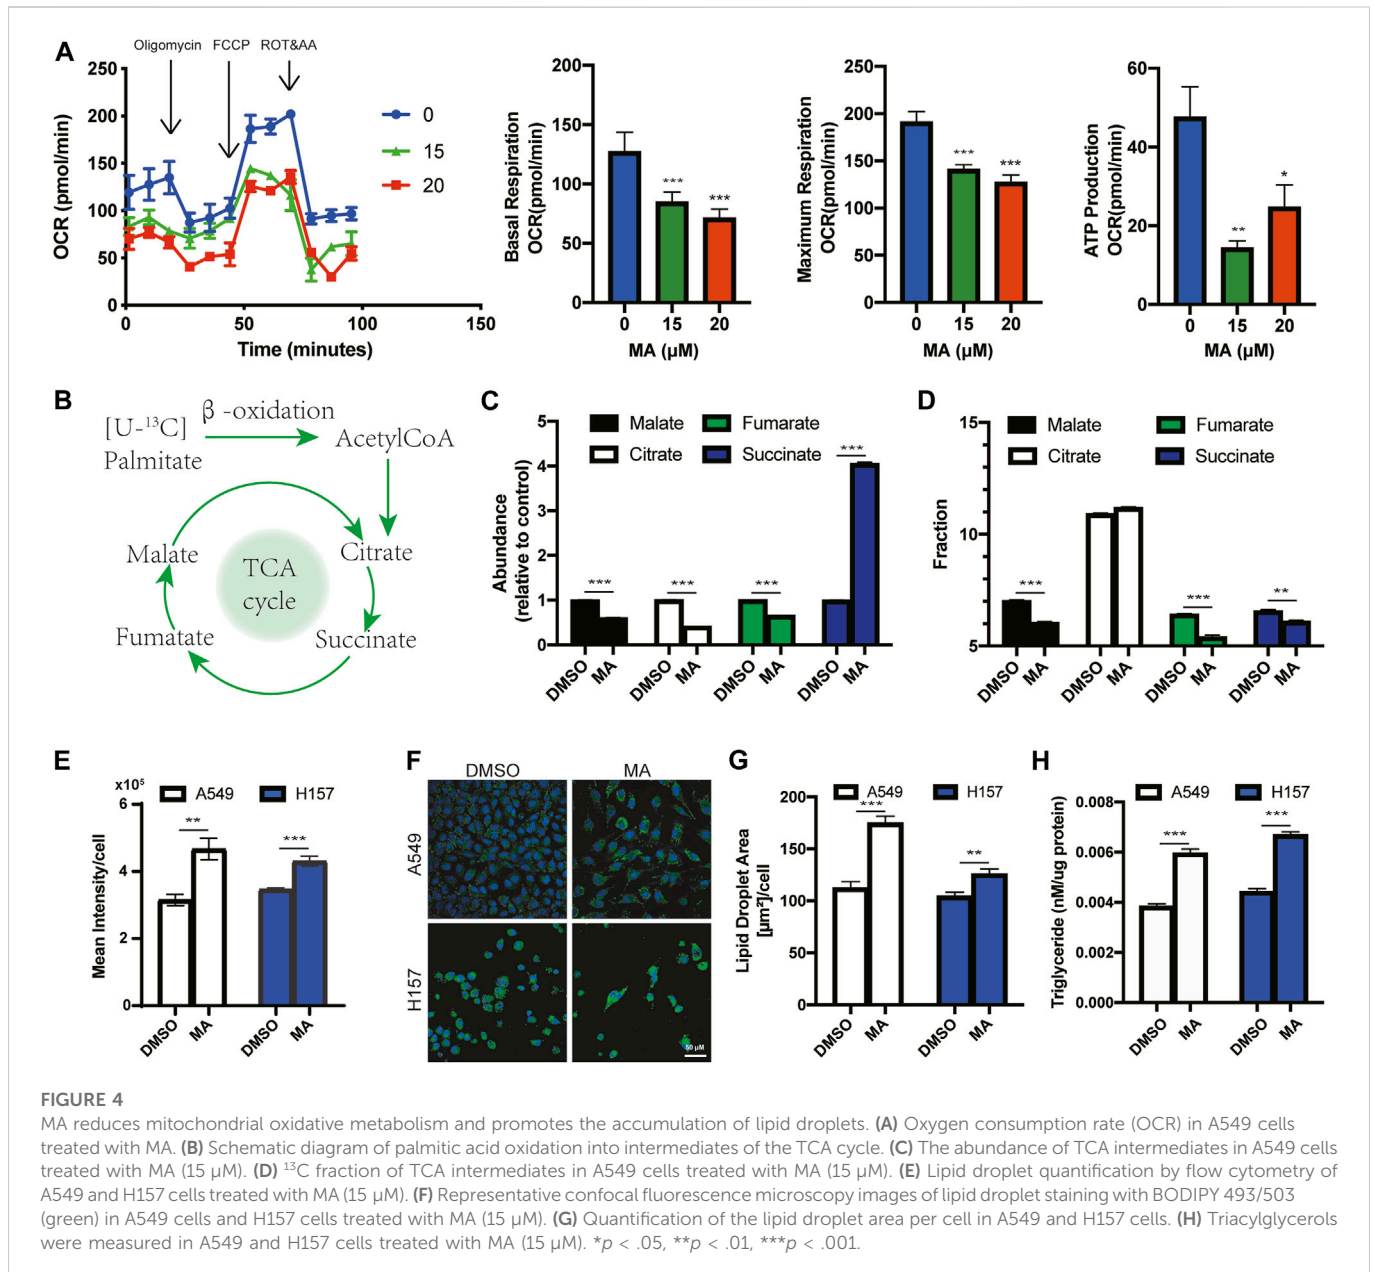 A
Oligomycin FCCP ROT&AA
OCR (pmol/min)
250
200
150
100
50
0
0 50 100 150
Time (minutes)
0
15
20
Basal Respiration
OCR(pmol/min)
200
150
100
50
0
*** ***
0 15 20
MA (µM)
Maximum Respiration
OCR(pmol/min)
250
200
150
100
50
0
*** ***
0 15 20
MA (µM)
ATP Production
OCR(pmol/min)
60
40
20
0
** *
0 15 20
MA (µM)
B
[U-¹³C]
Palmitate
β -oxidation
AcetylCoA
Malate
Citrate
TCA
cycle
Fumatate
Succinate
C
Malate Fumarate
Citrate Succinate
Abundance
(relative to control)
5
4
3
2
1
0
*** *** *** ***
DMSO MA DMSO MA DMSO MA DMSO MA
D
Malate Fumarate
Citrate Succinate
Fraction
15
10
5
*** *** **
DMSO MA DMSO MA DMSO MA DMSO MA
E
x10⁵
A549 H157
Mean Intensity/cell
6
4
2
0
** ***
DMSO MA DMSO MA
F
DMSO MA
A549
H157
50 µM
G
A549 H157
Lipid Droplet Area
[µm²]/cell
200
150
100
50
0
*** **
DMSO MA DMSO MA
H
A549 H157
Triglyceride (nM/ug protein)
0.008
0.006
0.004
0.002
0.000
*** ***
DMSO MA DMSO MA
FIGURE 4
MA reduces mitochondrial oxidative metabolism and promotes the accumulation of lipid droplets. (A) Oxygen consumption rate (OCR) in A549 cells
treated with MA. (B) Schematic diagram of palmitic acid oxidation into intermediates of the TCA cycle. (C) The abundance of TCA intermediates in A549 cells
treated with MA (15 µM). (D) ¹³C fraction of TCA intermediates in A549 cells treated with MA (15 µM). (E) Lipid droplet quantification by flow cytometry of
A549 and H157 cells treated with MA (15 µM). (F) Representative confocal fluorescence microscopy images of lipid droplet staining with BODIPY 493/503
(green) in A549 cells and H157 cells treated with MA (15 µM). (G) Quantification of the lipid droplet area per cell in A549 and H157 cells. (H) Triacylglycerols
were measured in A549 and H157 cells treated with MA (15 µM). *p < .05, **p < .01, ***p < .001.